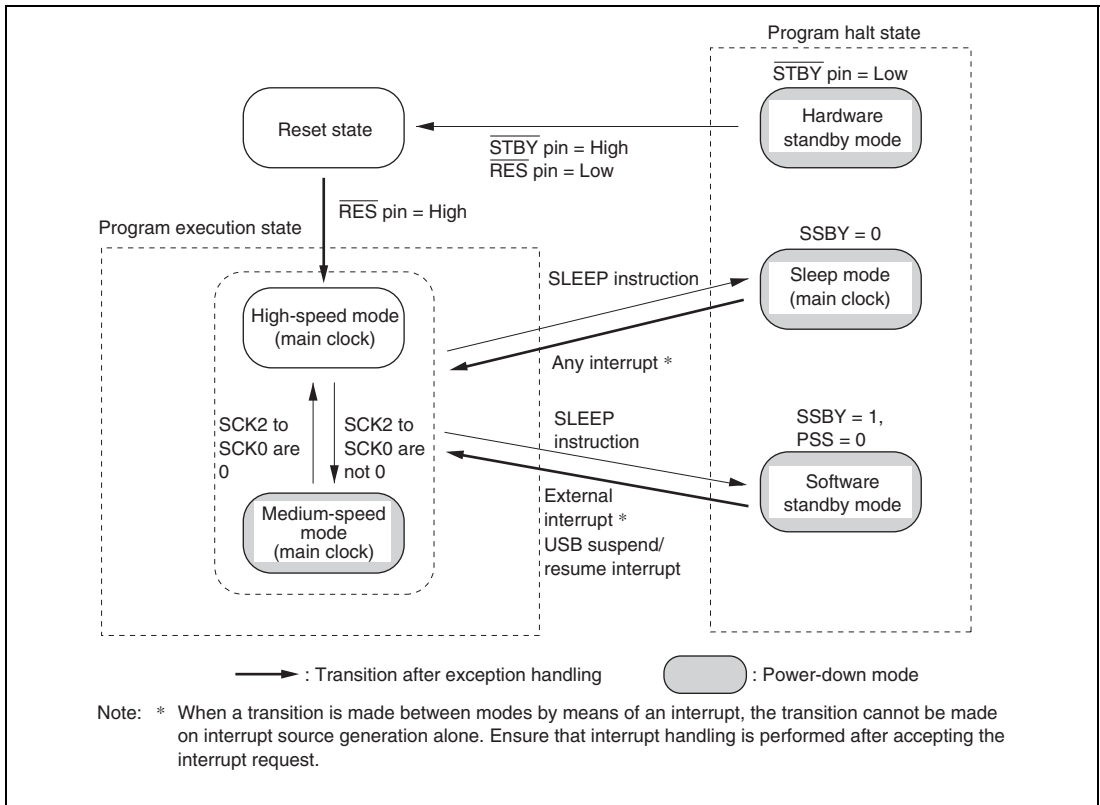 Program halt state
STBY pin = Low
Hardware
standby mode
Reset state
STBY pin = High
RES pin = Low
RES pin = High
Program execution state
SSBY = 0
Sleep mode
(main clock)
SLEEP instruction
High-speed mode
(main clock)
Any interrupt *
SCK2 to
SCK0 are
0
SCK2 to
SCK0 are
not 0
SLEEP
instruction
SSBY = 1,
PSS = 0
Software
standby mode
External
interrupt *
USB suspend/
resume interrupt
Medium-speed
mode
(main clock)
: Transition after exception handling
: Power-down mode
Note: * When a transition is made between modes by means of an interrupt, the transition cannot be made
on interrupt source generation alone. Ensure that interrupt handling is performed after accepting the
interrupt request.